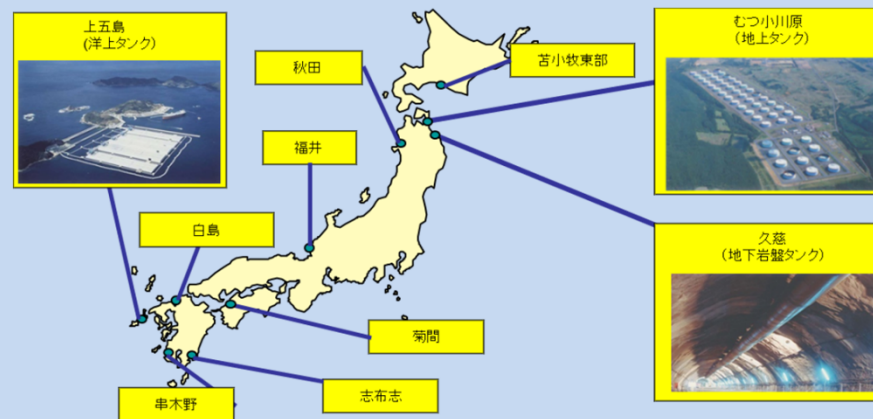 上五島
(洋上タンク)
秋田
苫小牧東部
むつ小川原
（地上タンク）
福井
白島
久慈
（地下岩盤タンク）
菊間
志布志
串木野